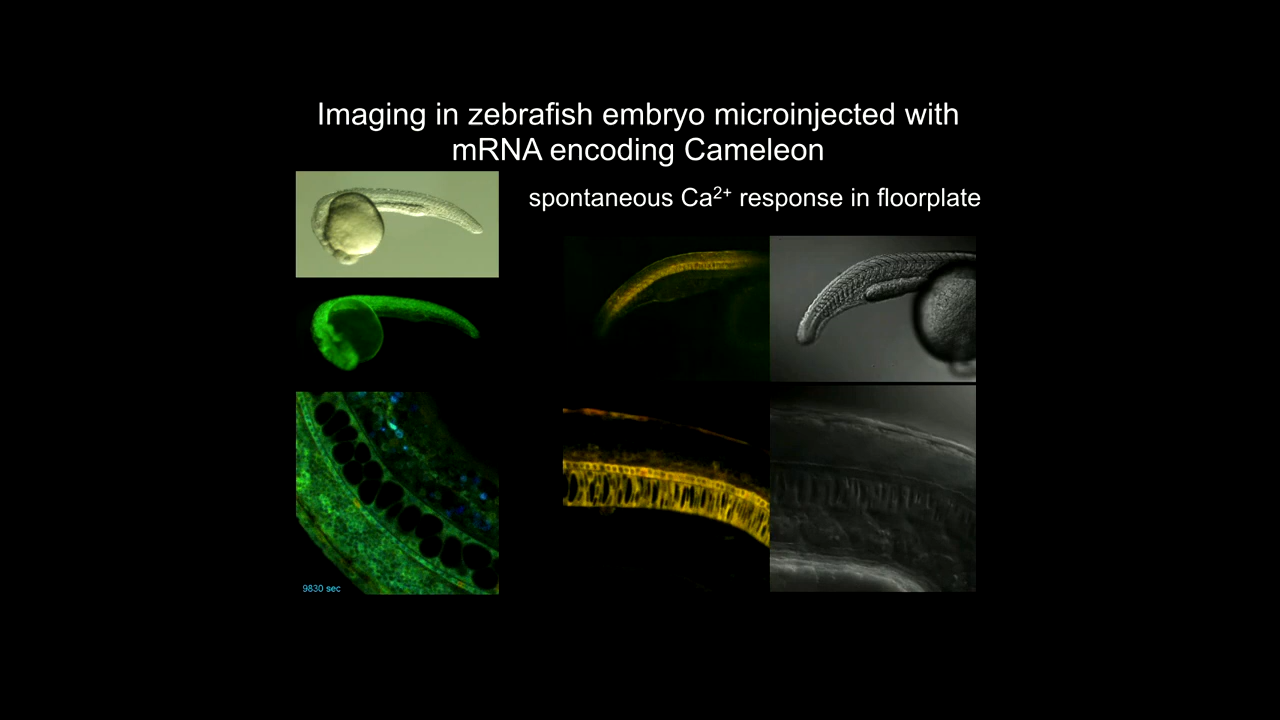 Imaging in zebrafish embryo microinjected with
mRNA encoding Cameleon
spontaneous Ca²⁺ response in floorplate
9830 sec